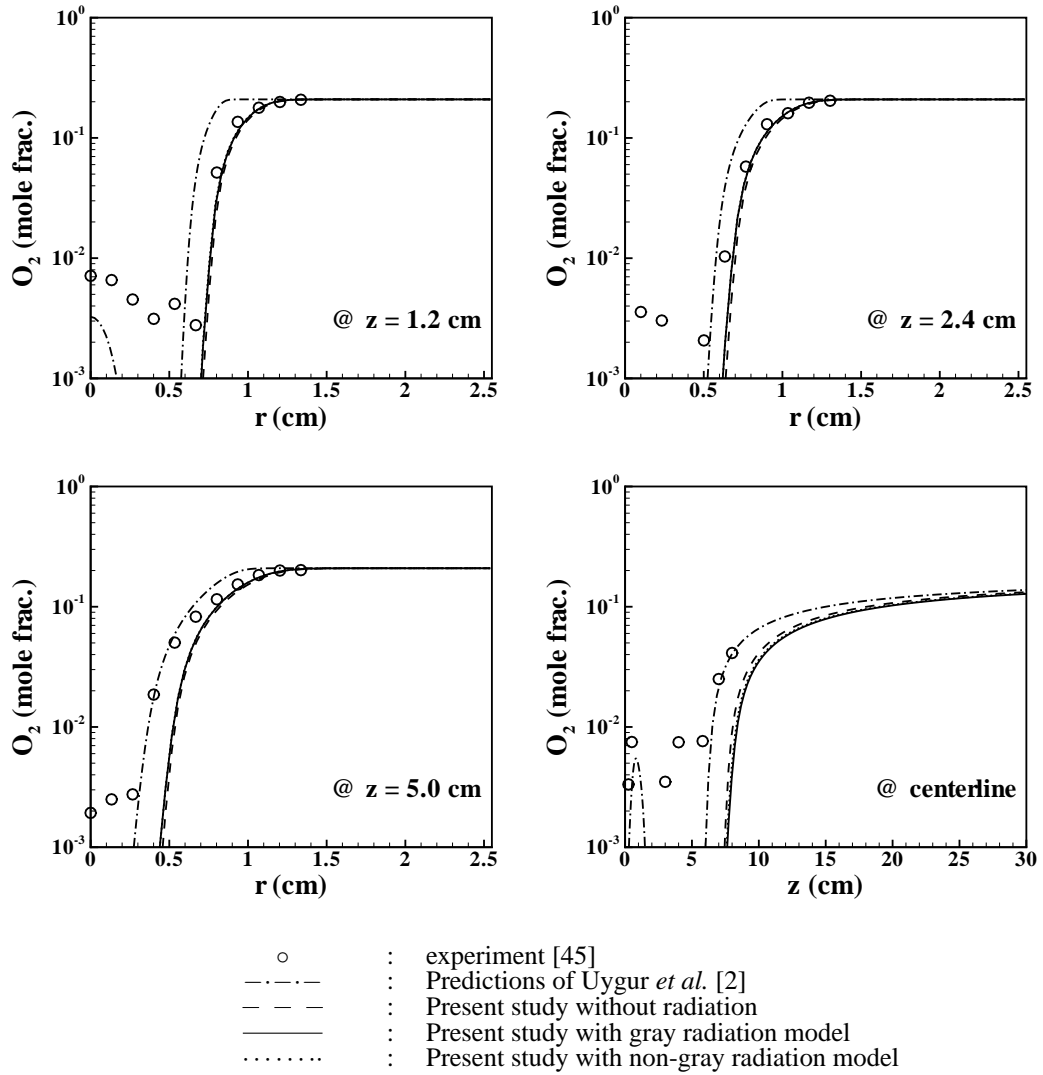 10⁰
10⁻¹
10⁻²
10⁻³
O₂ (mole frac.)
@ z = 1.2 cm
0 0.5 1 1.5 2 2.5
r (cm)
10⁰
10⁻¹
10⁻²
10⁻³
O₂ (mole frac.)
@ z = 2.4 cm
0 0.5 1 1.5 2 2.5
r (cm)
10⁰
10⁻¹
10⁻²
10⁻³
O₂ (mole frac.)
@ z = 5.0 cm
0 0.5 1 1.5 2 2.5
r (cm)
10⁰
10⁻¹
10⁻²
10⁻³
O₂ (mole frac.)
@ centerline
0 5 10 15 20 25 30
z (cm)
: experiment [45]
: Predictions of Uygur et al. [2]
: Present study without radiation
: Present study with gray radiation model
: Present study with non-gray radiation model